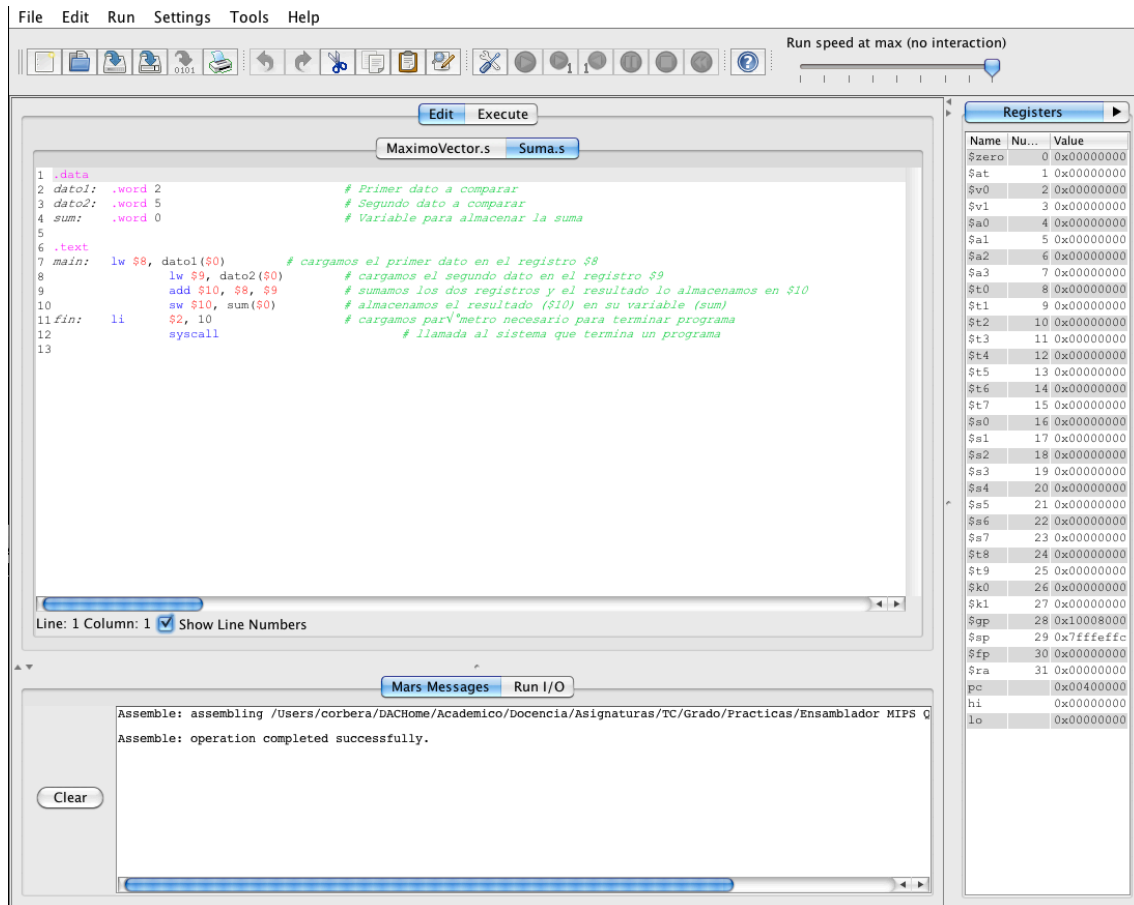 File Edit Run Settings Tools Help
Run speed at max (no interaction)
0101
1
1
Edit Execute
MaximoVector.s Suma.s
1 .data
2 dato1: .word 2 # Primer dato a comparar
3 dato2: .word 5 # Segundo dato a comparar
4 sum: .word 0 # Variable para almacenar la suma
5
6 .text
7 main: lw $8, dato1($0) # cargamos el primer dato en el registro $8
8 lw $9, dato2($0) # cargamos el segundo dato en el registro $9
9 add $10, $8, $9 # sumamos los dos registros y el resultado lo almacenamos en $10
10 sw $10, sum($0) # almacenamos el resultado ($10) en su variable (sum)
11 fin: li $2, 10 # cargamos par√°metro necesario para terminar programa
12 syscall # llamada al sistema que termina un programa
13
Line: 1 Column: 1 Show Line Numbers
Mars Messages Run I/O
Assemble: assembling /Users/corbera/DACHome/Academico/Docencia/Asignaturas/TC/Grado/Practicas/Ensamblador MIPS Q
Assemble: operation completed successfully.
Clear
Registers
Name Nu... Value
$zero 0 0x00000000
$at 1 0x00000000
$v0 2 0x00000000
$v1 3 0x00000000
$a0 4 0x00000000
$a1 5 0x00000000
$a2 6 0x00000000
$a3 7 0x00000000
$t0 8 0x00000000
$t1 9 0x00000000
$t2 10 0x00000000
$t3 11 0x00000000
$t4 12 0x00000000
$t5 13 0x00000000
$t6 14 0x00000000
$t7 15 0x00000000
$s0 16 0x00000000
$s1 17 0x00000000
$s2 18 0x00000000
$s3 19 0x00000000
$s4 20 0x00000000
$s5 21 0x00000000
$s6 22 0x00000000
$s7 23 0x00000000
$t8 24 0x00000000
$t9 25 0x00000000
$k0 26 0x00000000
$k1 27 0x00000000
$gp 28 0x10008000
$sp 29 0x7fffeffc
$fp 30 0x00000000
$ra 31 0x00000000
pc 0x00400000
hi 0x00000000
lo 0x00000000